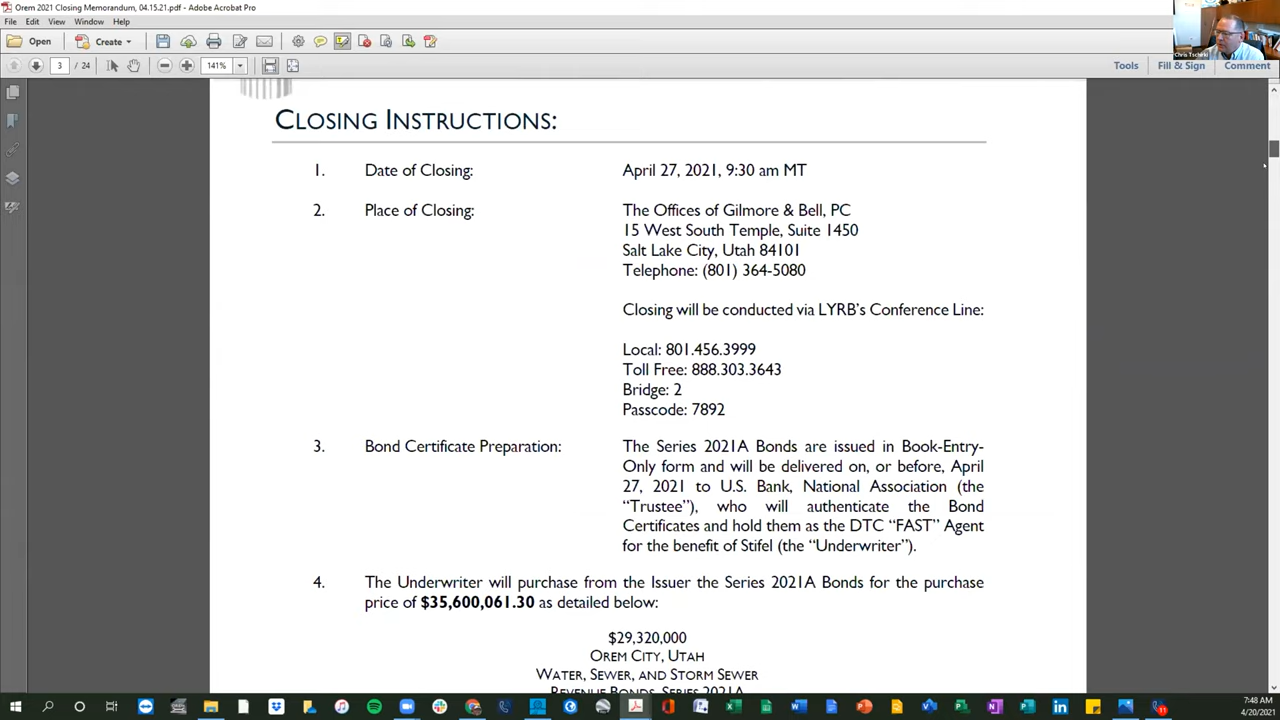 Orem 2021 Closing Memorandum, 04.15.21.pdf - Adobe Acrobat Pro
File Edit View Window Help
Open Create
3 / 24 141% Tools Fill & Sign Comment
Chris Tschirki
CLOSING INSTRUCTIONS:
1. Date of Closing: April 27, 2021, 9:30 am MT
2. Place of Closing: The Offices of Gilmore & Bell, PC
15 West South Temple, Suite 1450
Salt Lake City, Utah 84101
Telephone: (801) 364-5080
Closing will be conducted via LYRB's Conference Line:
Local: 801.456.3999
Toll Free: 888.303.3643
Bridge: 2
Passcode: 7892
3. Bond Certificate Preparation: The Series 2021A Bonds are issued in Book-Entry-
Only form and will be delivered on, or before, April
27, 2021 to U.S. Bank, National Association (the
“Trustee”), who will authenticate the Bond
Certificates and hold them as the DTC “FAST” Agent
for the benefit of Stifel (the “Underwriter”).
4. The Underwriter will purchase from the Issuer the Series 2021A Bonds for the purchase
price of $35,600,061.30 as detailed below:
$29,320,000
OREM CITY, UTAH
WATER, SEWER, AND STORM SEWER
REVENUE BONDS, SERIES 2021A
7:48 AM
4/20/2021